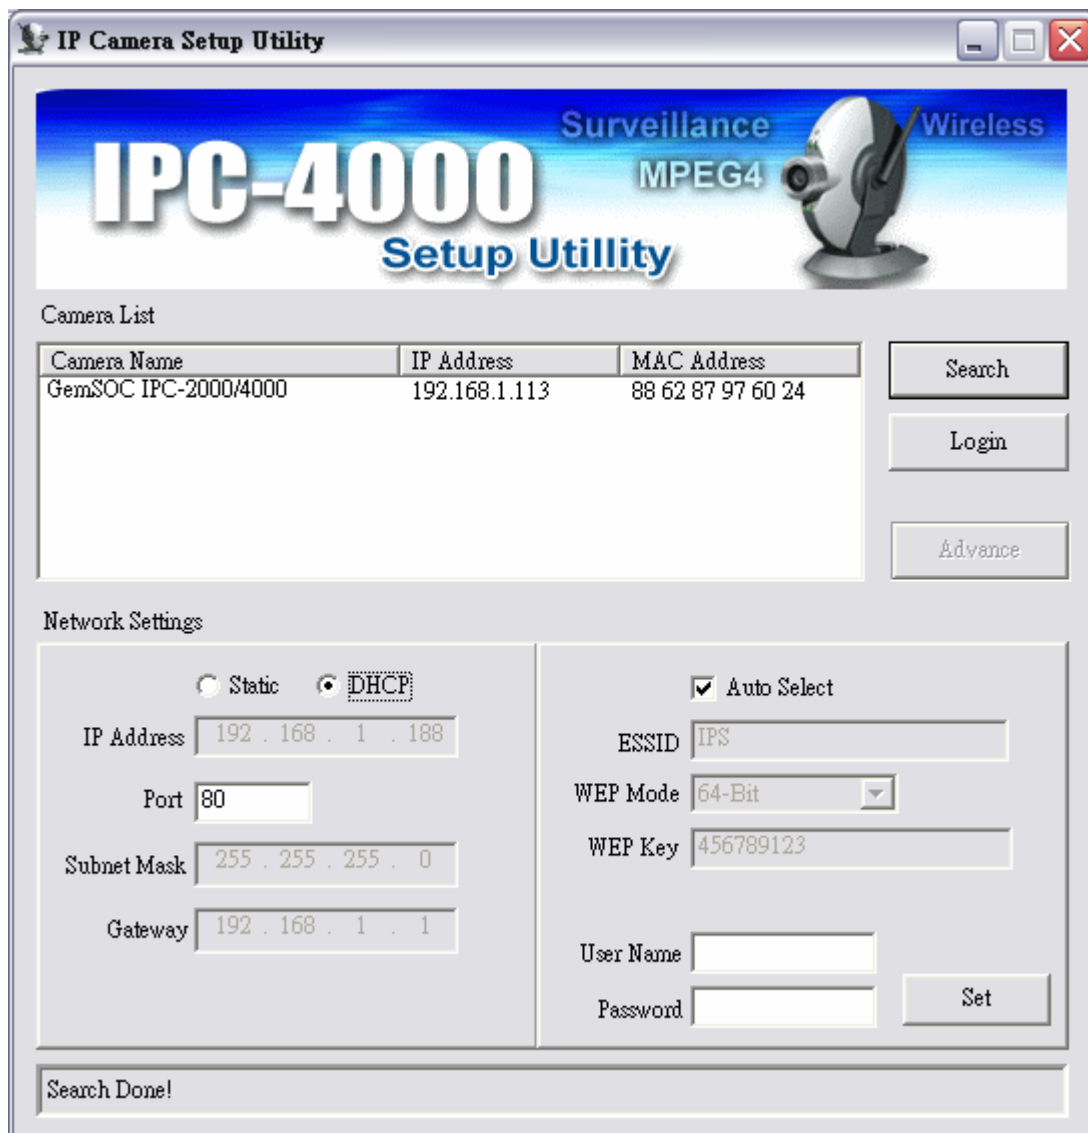 IP Camera Setup Utility
Surveillance
Wireless
MPEG4
IPC-4000
Setup Utillity
Camera List
Camera Name IP Address MAC Address
GemSOC IPC-2000/4000 192.168.1.113 88 62 87 97 60 24
Search
Login
Advance
Network Settings
Static DHCP
IP Address 192 . 168 . 1 . 188
Port 80
Subnet Mask 255 . 255 . 255 . 0
Gateway 192 . 168 . 1 . 1
Auto Select
ESSID IPS
WEP Mode 64-Bit
WEP Key 456789123
User Name
Password
Set
Search Done!